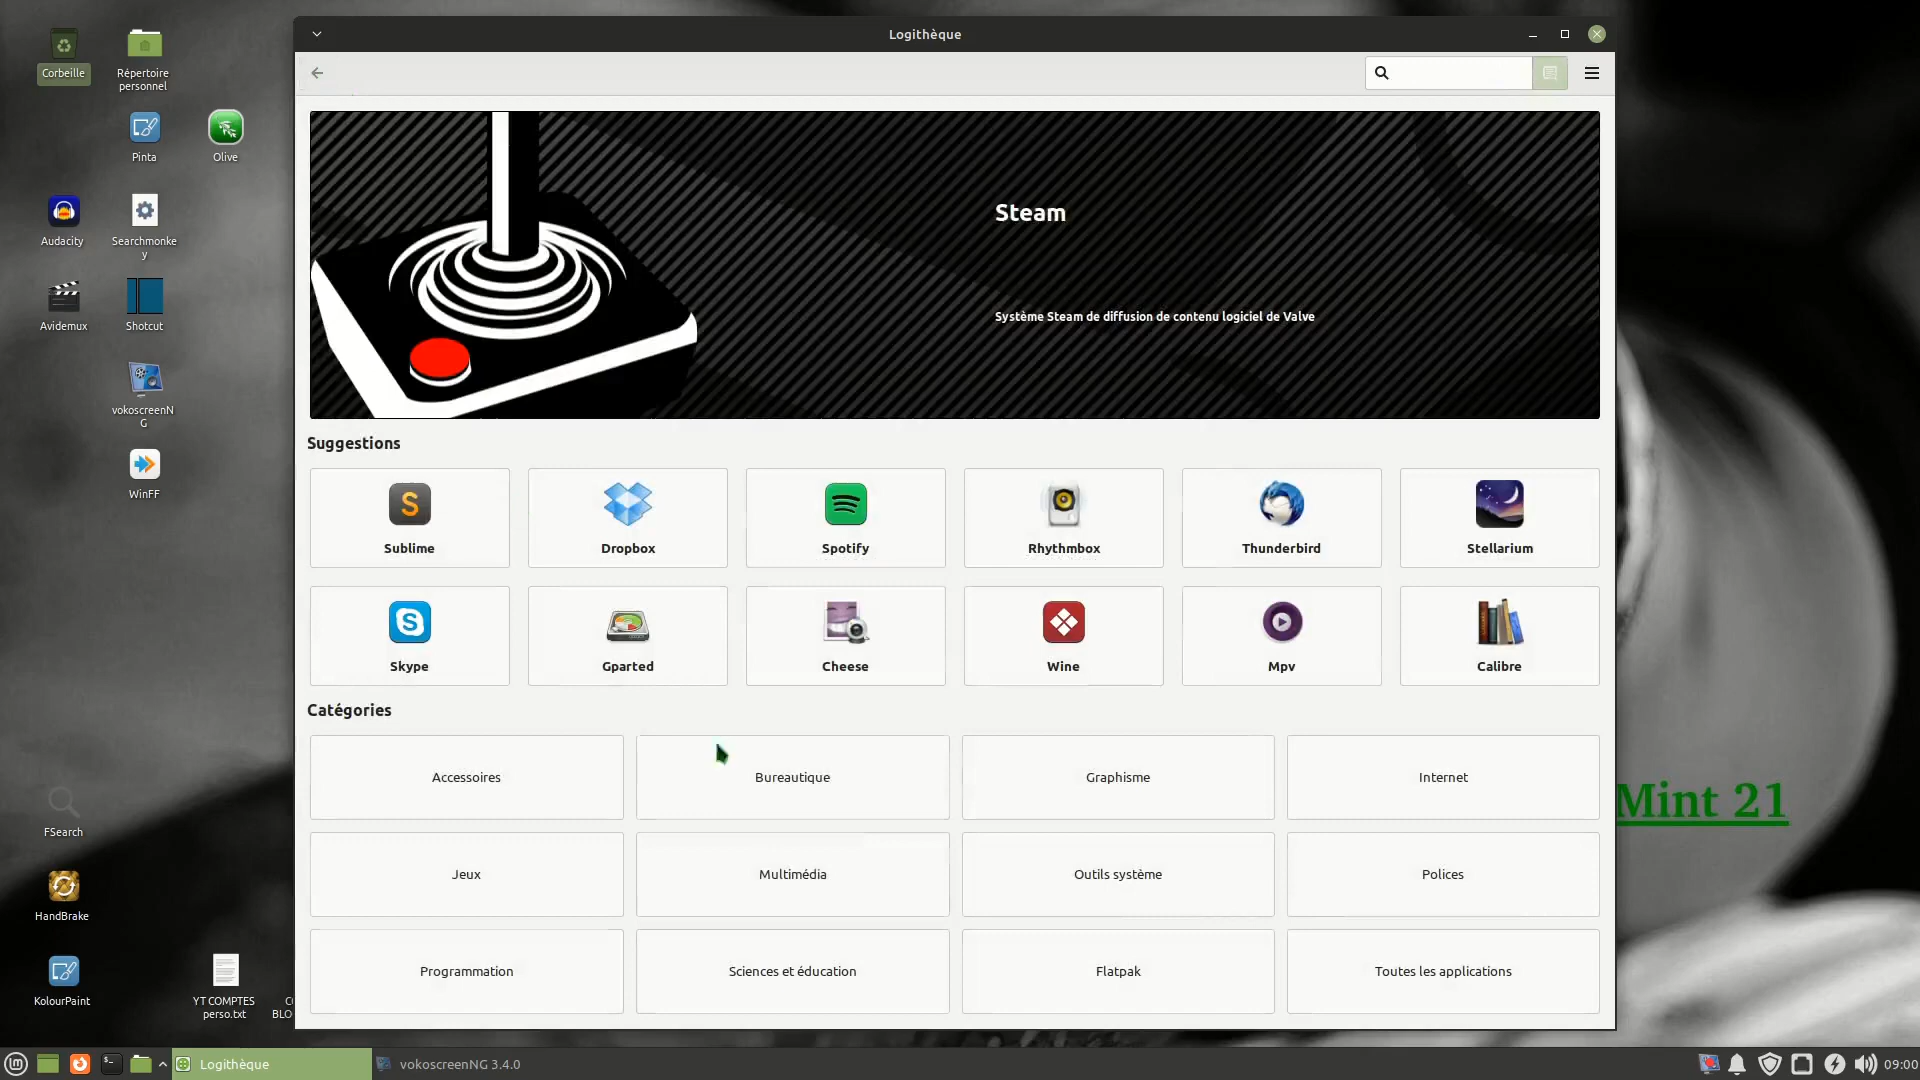 Logithèque
Corbeille
Répertoire
personnel
Pinta
Olive
Audacity
Searchmonke
y
Avidemux
Shotcut
vokoscreenN
G
WinFF
FSearch
HandBrake
KolourPaint
YT COMPTES
perso.txt
BLO
Steam
Système Steam de diffusion de contenu logiciel de Valve
Suggestions
Sublime
Dropbox
Spotify
Rhythmbox
Thunderbird
Stellarium
Skype
Gparted
Cheese
Wine
Mpv
Calibre
Catégories
Accessoires
Bureautique
Graphisme
Internet
Jeux
Multimédia
Outils système
Polices
Programmation
Sciences et éducation
Flatpak
Toutes les applications
Mint 21
Logithèque
vokoscreenNG 3.4.0
09:00